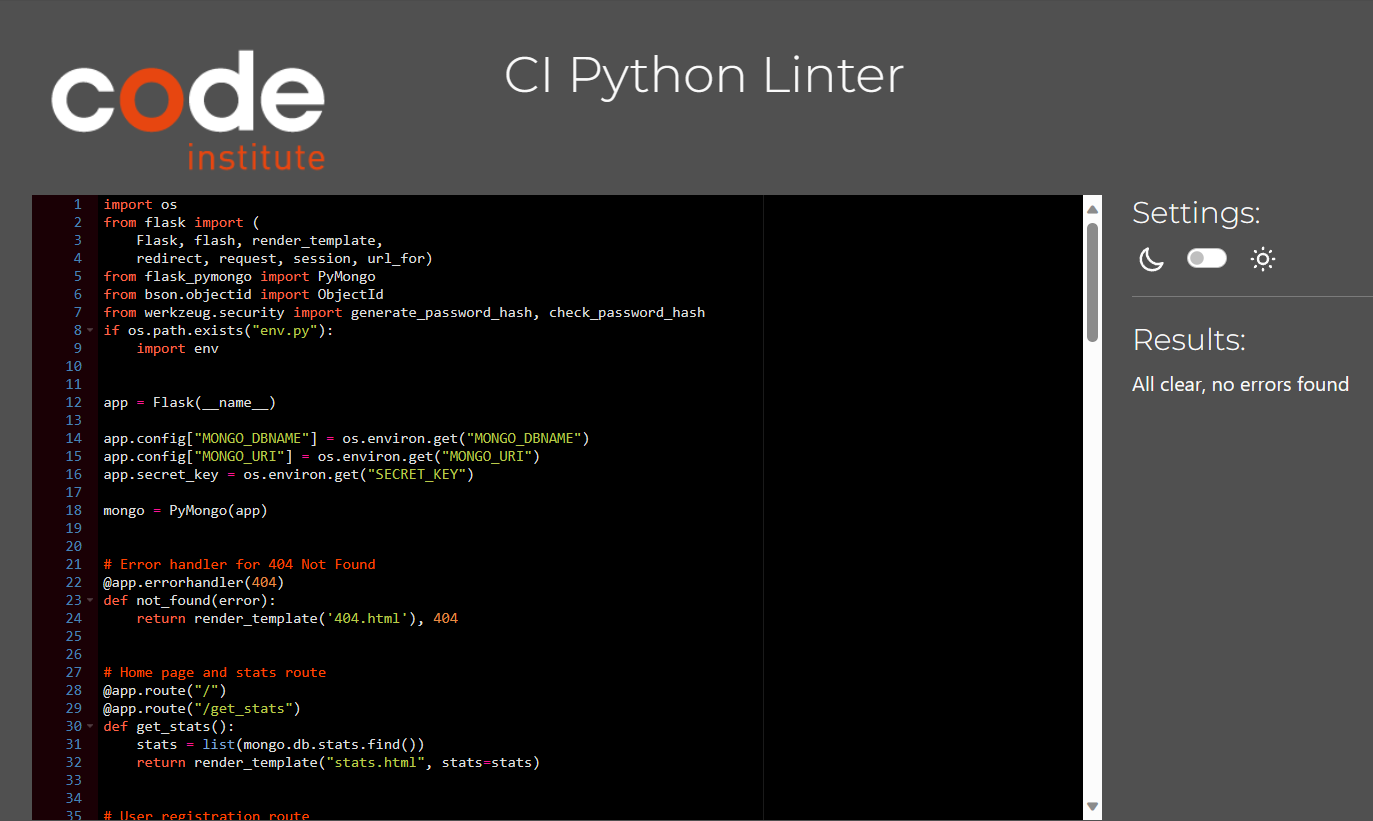 code
institute
CI Python Linter
1 import os
2 from flask import (
3     Flask, flash, render_template,
4     redirect, request, session, url_for)
5 from flask_pymongo import PyMongo
6 from bson.objectid import ObjectId
7 from werkzeug.security import generate_password_hash, check_password_hash
8 if os.path.exists("env.py"):
9     import env
10
11
12 app = Flask(__name__)
13
14 app.config["MONGO_DBNAME"] = os.environ.get("MONGO_DBNAME")
15 app.config["MONGO_URI"] = os.environ.get("MONGO_URI")
16 app.secret_key = os.environ.get("SECRET_KEY")
17
18 mongo = PyMongo(app)
19
20
21 # Error handler for 404 Not Found
22 @app.errorhandler(404)
23 def not_found(error):
24     return render_template('404.html'), 404
25
26
27 # Home page and stats route
28 @app.route("/")
29 @app.route("/get_stats")
30 def get_stats():
31     stats = list(mongo.db.stats.find())
32     return render_template("stats.html", stats=stats)
33
34
35 # User registration route
Settings:
Results:
All clear, no errors found